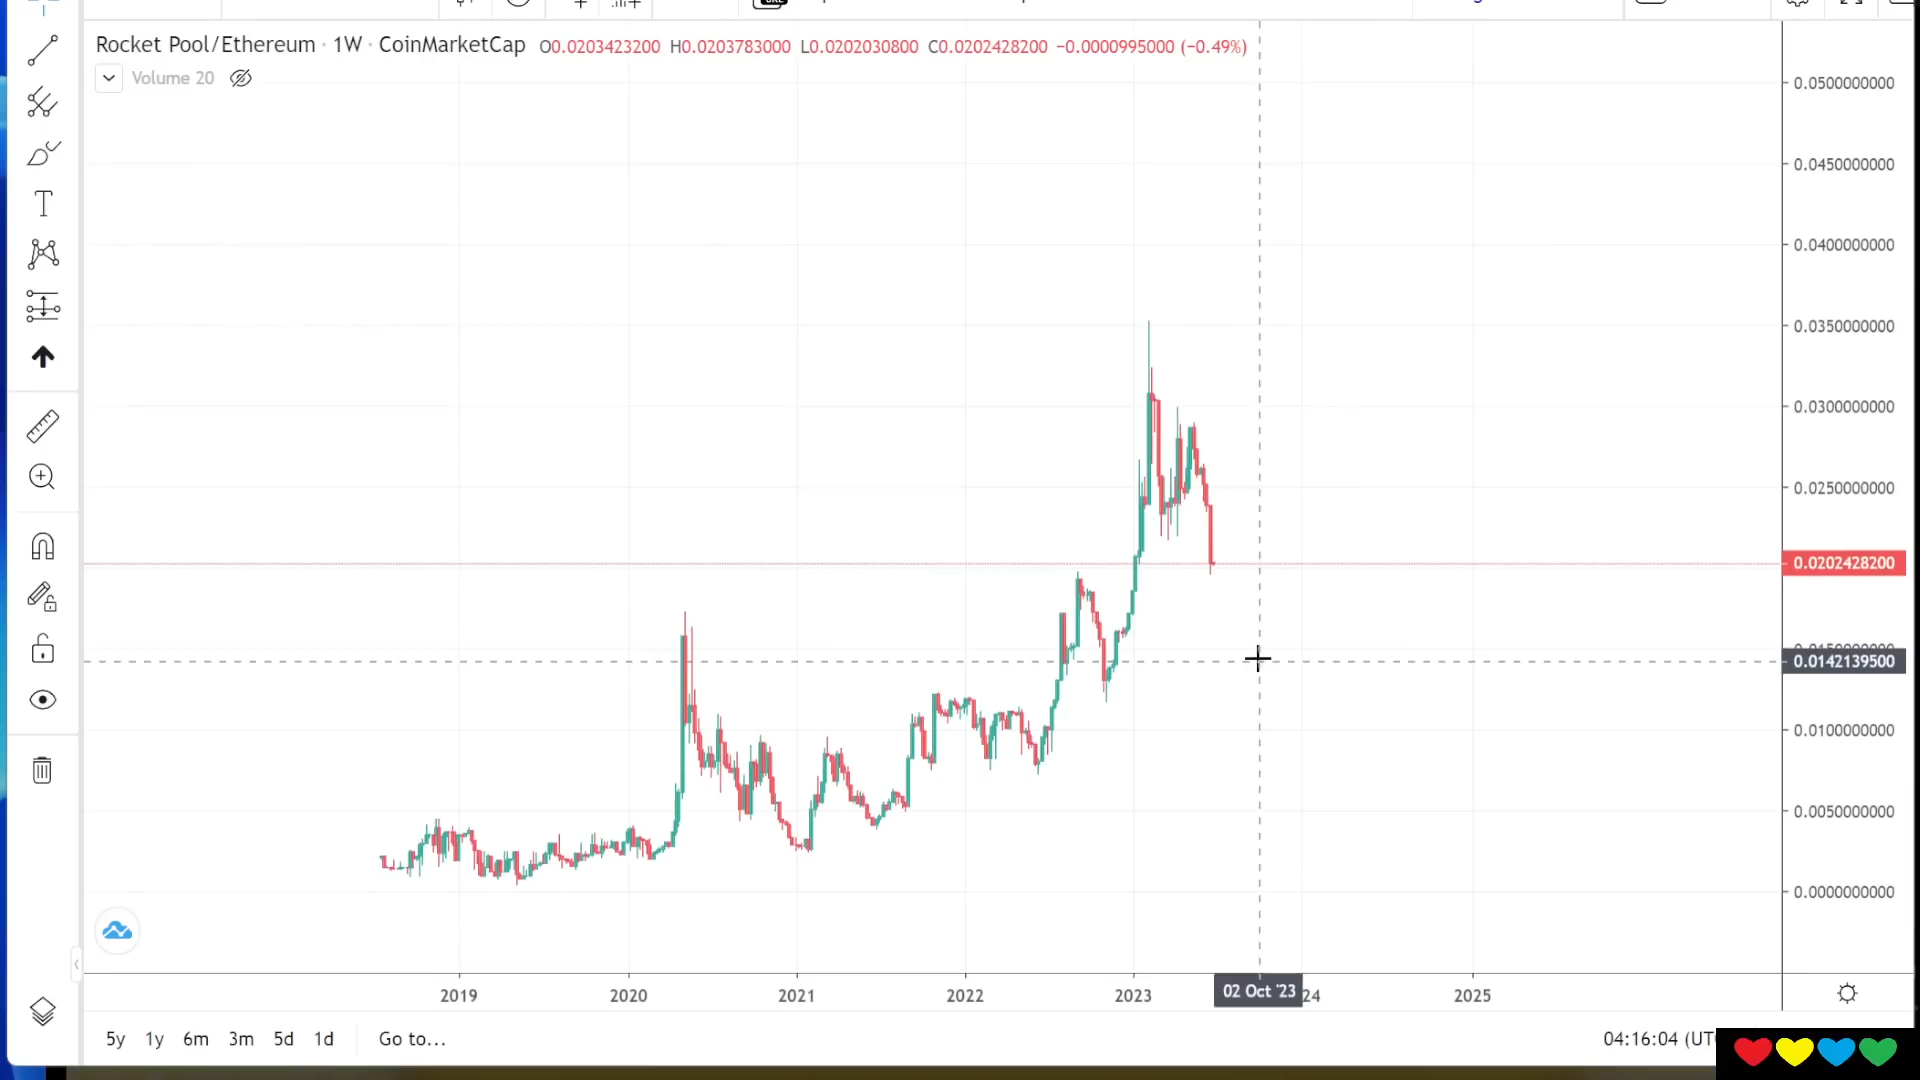 Rocket Pool/Ethereum · 1W · CoinMarketCap O0.0203423200 H0.0203783000 L0.0202030800 C0.0202428200 −0.0000995000 (−0.49%)
Volume 20
0.0500000000
0.0450000000
0.0400000000
0.0350000000
0.0300000000
0.0250000000
0.0202428200
0.0142139500
0.0100000000
0.0050000000
0.0000000000
2019 2020 2021 2022 2023 02 Oct '23 24 2025
5y 1y 6m 3m 5d 1d Go to... 04:16:04 (UT